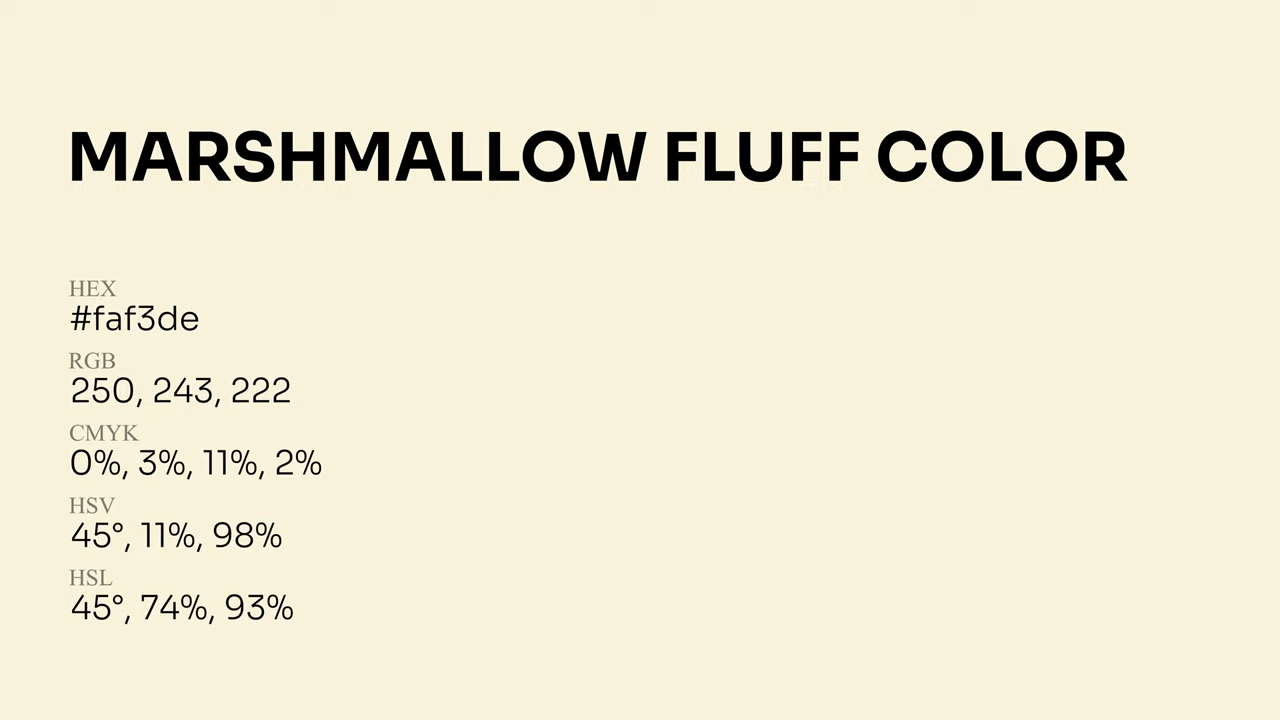 MARSHMALLOW FLUFF COLOR
HEX
#faf3de
RGB
250, 243, 222
CMYK
0%, 3%, 11%, 2%
HSV
45°, 11%, 98%
HSL
45°, 74%, 93%